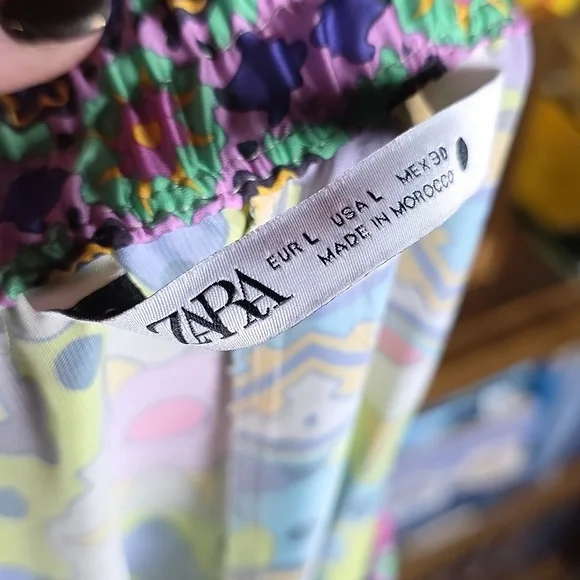 ZARA
EUR L USA L MEX 30
MADE IN MOROCCO